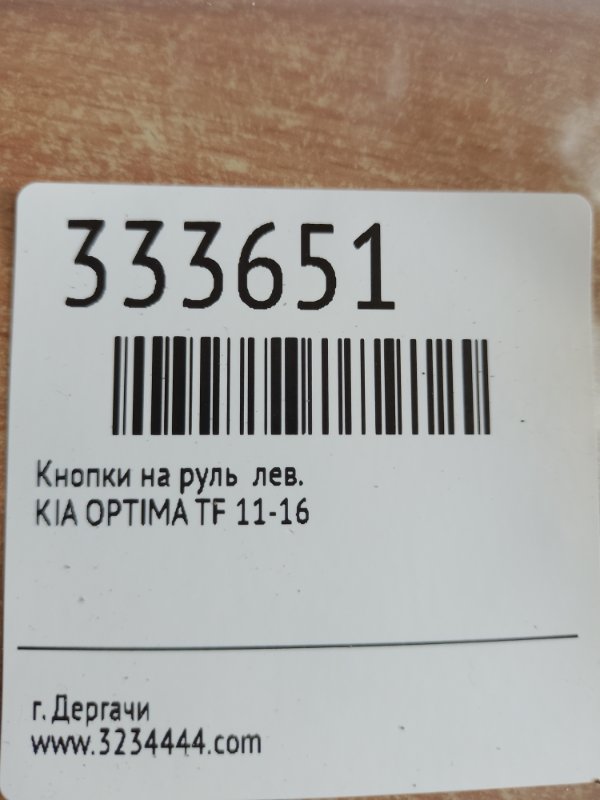 333651
Кнопки на руль лев.
KIA OPTIMA TF 11-16
г. Дергачи
www.3234444.com